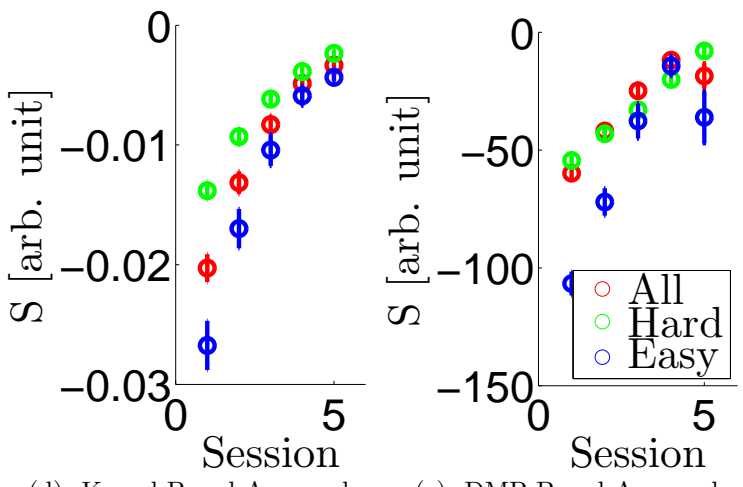 0
−0.01
−0.02
−0.03
S [arb. unit]
0
5
Session
0
−50
−100
−150
S [arb. unit]
0
5
Session
All
Hard
Easy